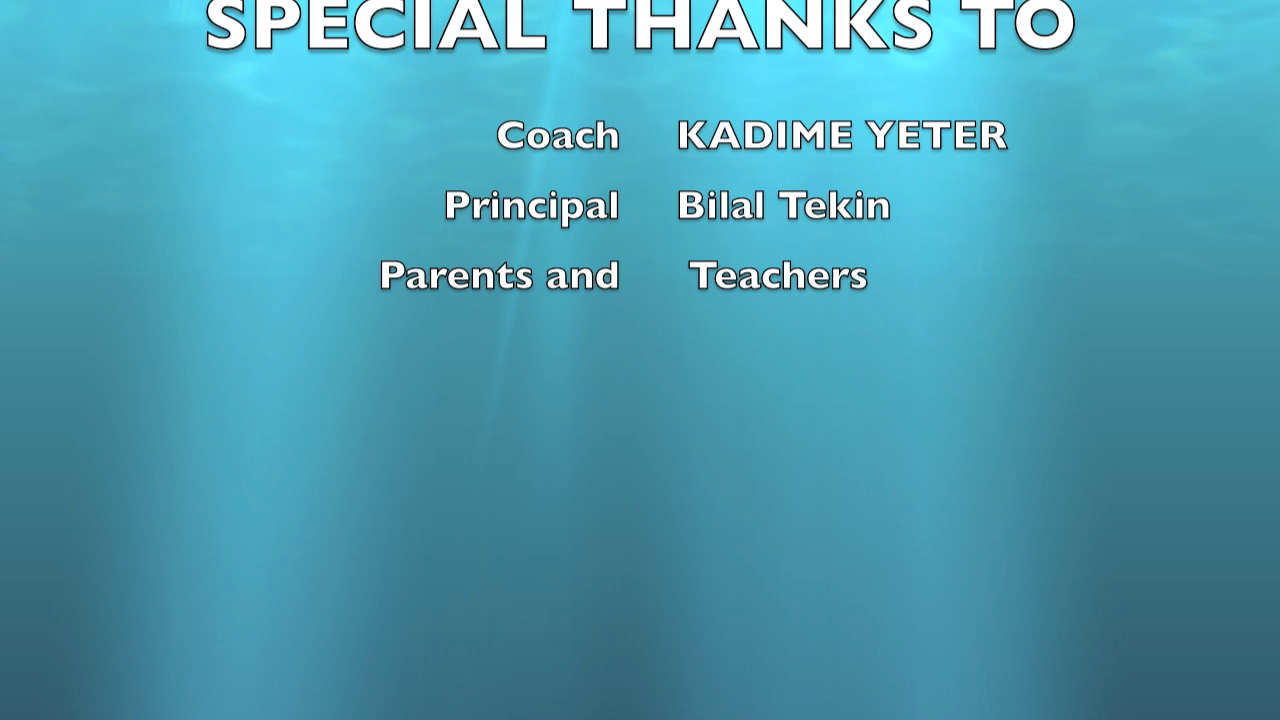 SPECIAL THANKS TO
Coach KADIME YETER
Principal Bilal Tekin
Parents and Teachers